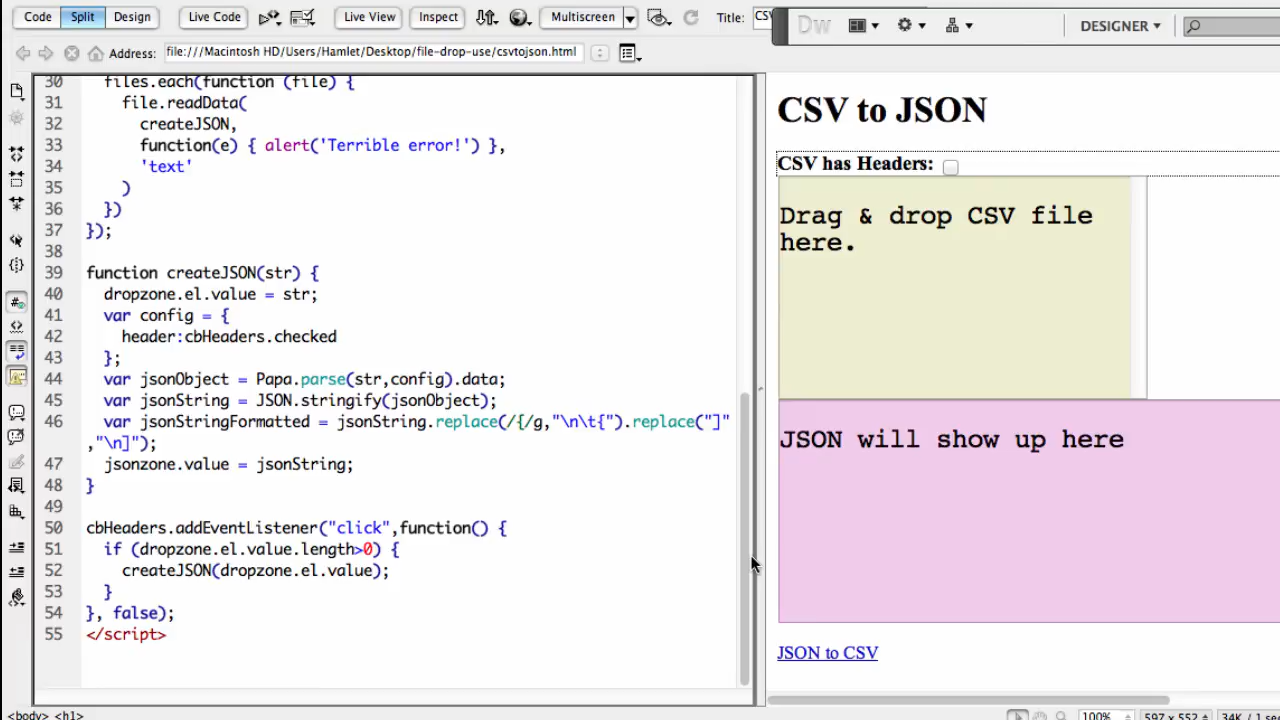 Code Split Design Live Code Live View Inspect Multiscreen Title: CSV
Dw DESIGNER
Address: file:///Macintosh HD/Users/Hamlet/Desktop/file-drop-use/csvtojson.html
30 files.each(function (file) {
31 file.readData(
32 createJSON,
33 function(e) { alert('Terrible error!') },
34 'text'
35 )
36 })
37 });
38
39 function createJSON(str) {
40 dropzone.el.value = str;
41 var config = {
42 header:cbHeaders.checked
43 };
44 var jsonObject = Papa.parse(str,config).data;
45 var jsonString = JSON.stringify(jsonObject);
46 var jsonStringFormatted = jsonString.replace(/{/g,"\n\t{").replace("]"
,"\n]");
47 jsonzone.value = jsonString;
48 }
49
50 cbHeaders.addEventListener("click",function() {
51 if (dropzone.el.value.length>0) {
52 createJSON(dropzone.el.value);
53 }
54 }, false);
55 </script>
CSV to JSON
CSV has Headers:
Drag & drop CSV file
here.
JSON will show up here
JSON to CSV
<body> <h1> 100% 597 x 552 34K / 1